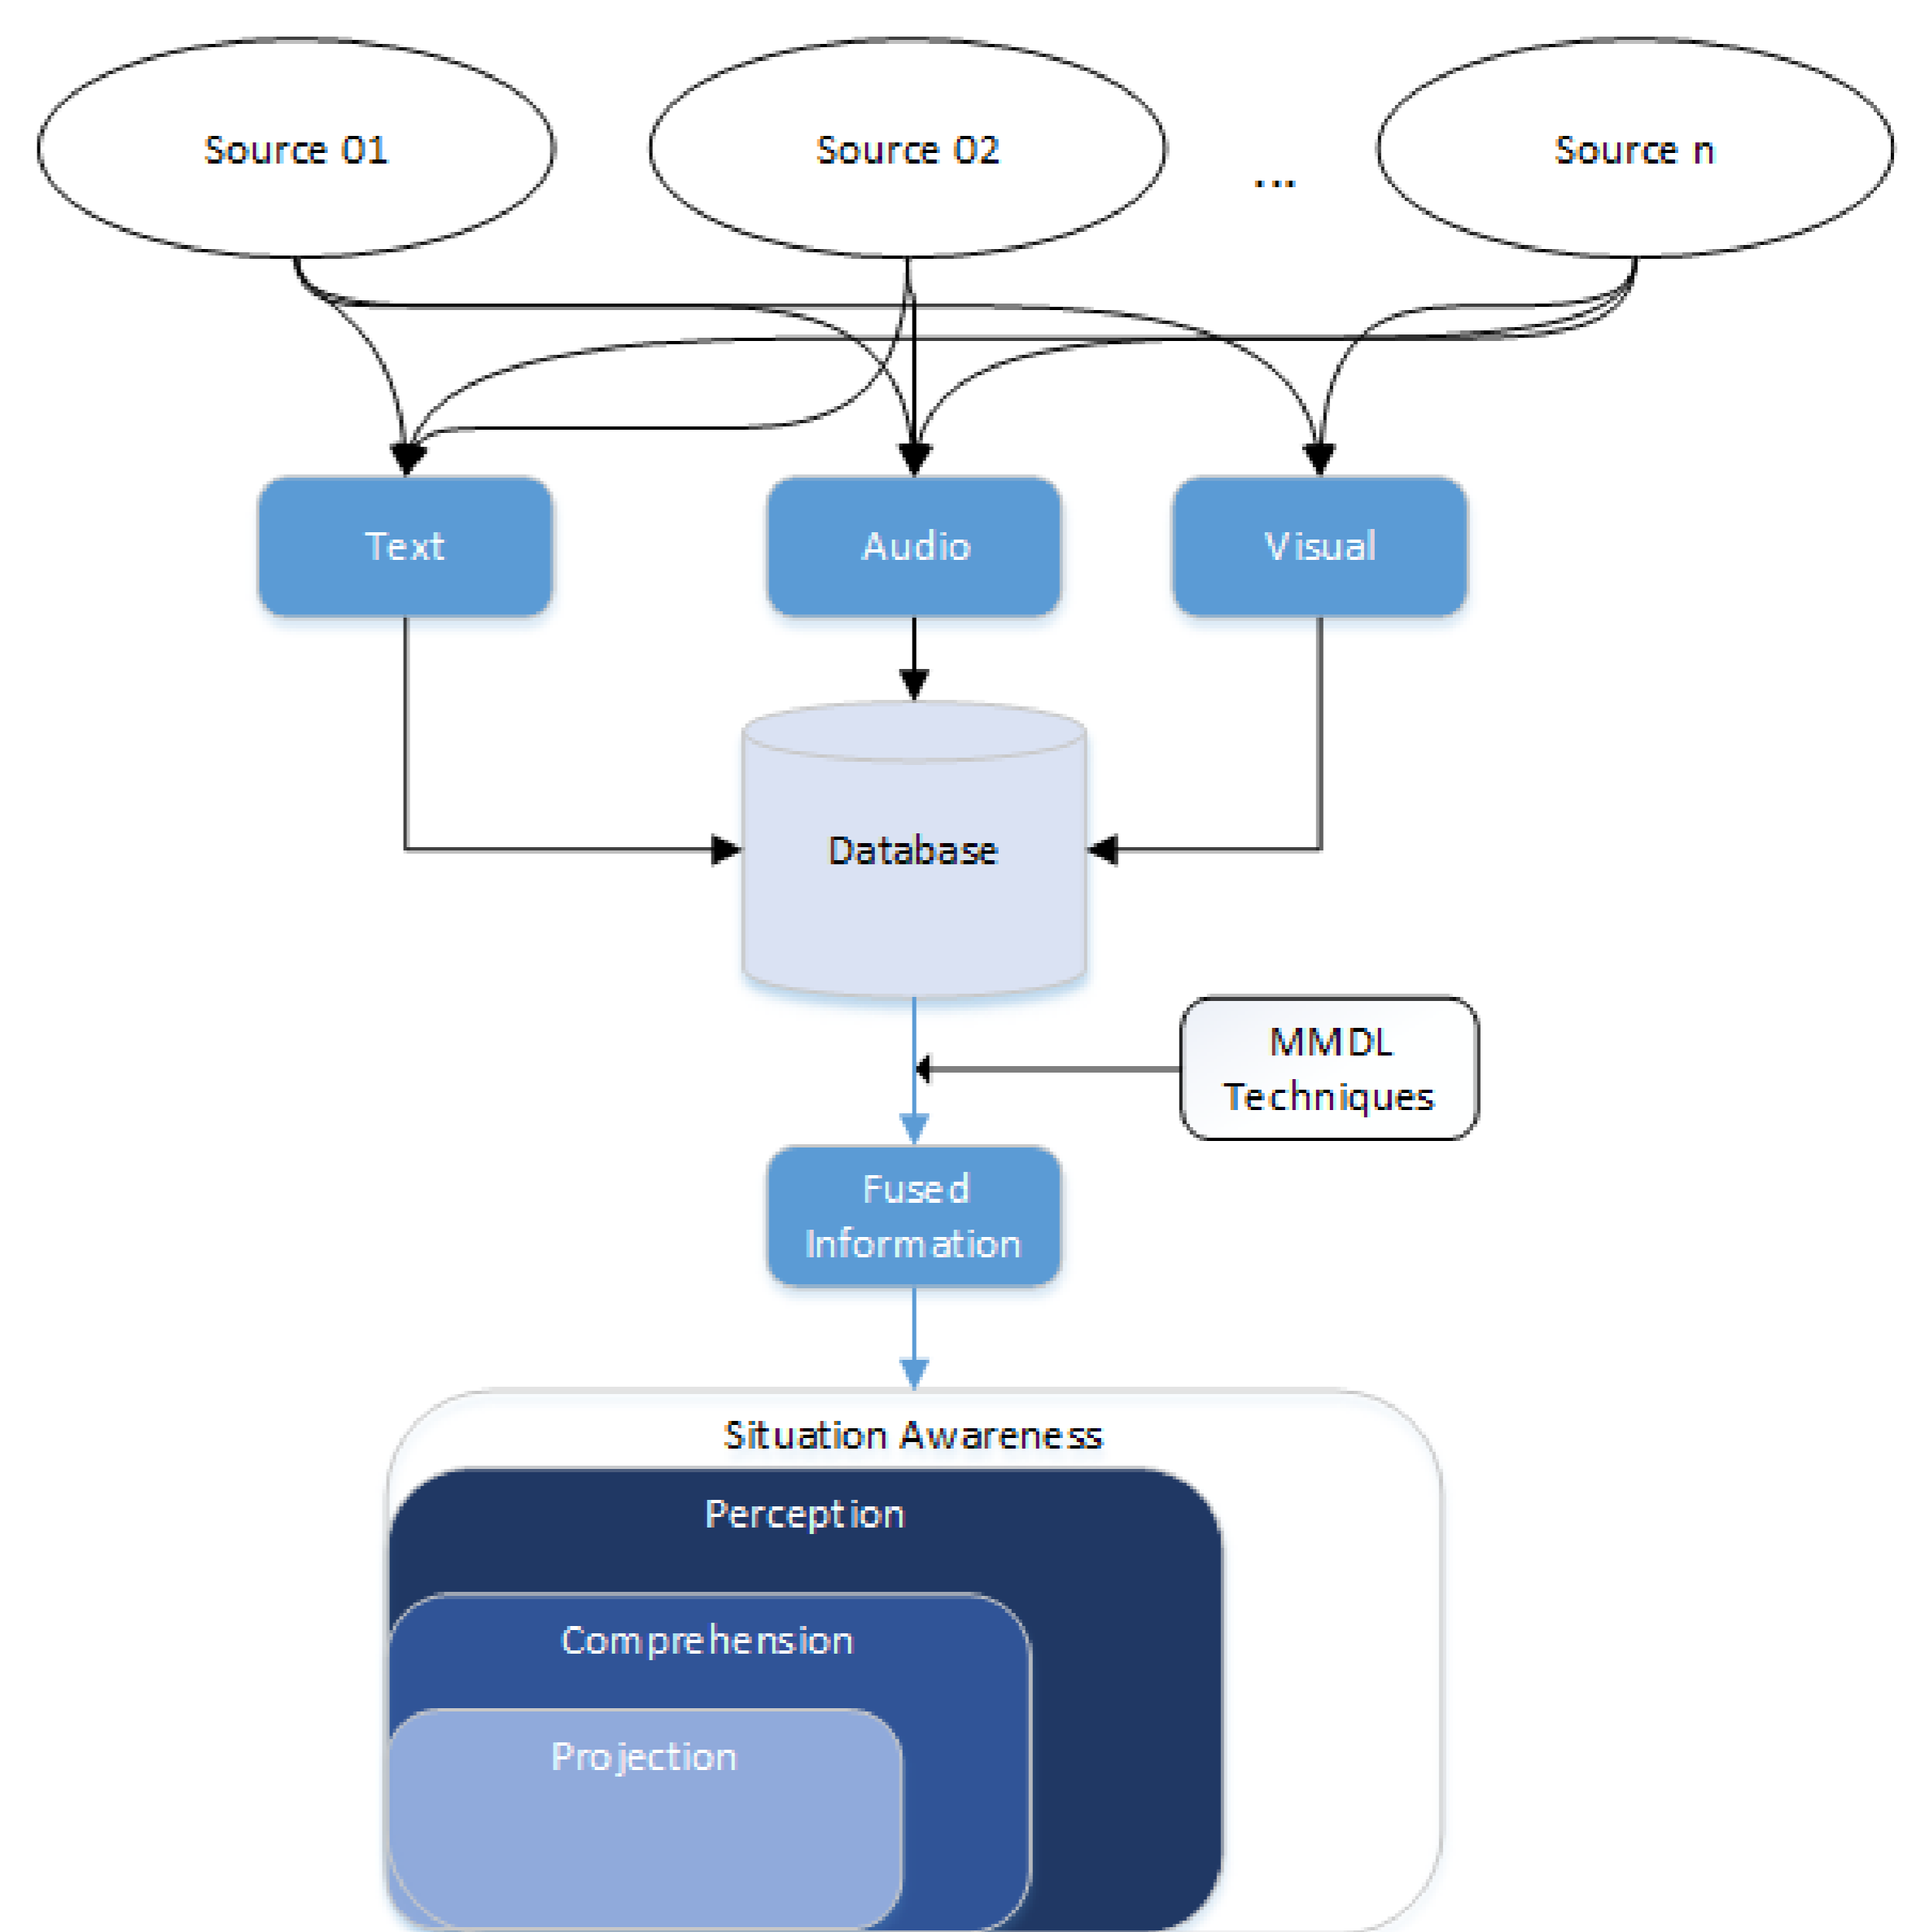 Source 01
Source 02
...
Source n
Text
Audio
Visual
Database
MMDL
Techniques
Fused
Information
Situation Awareness
Perception
Comprehension
Projection